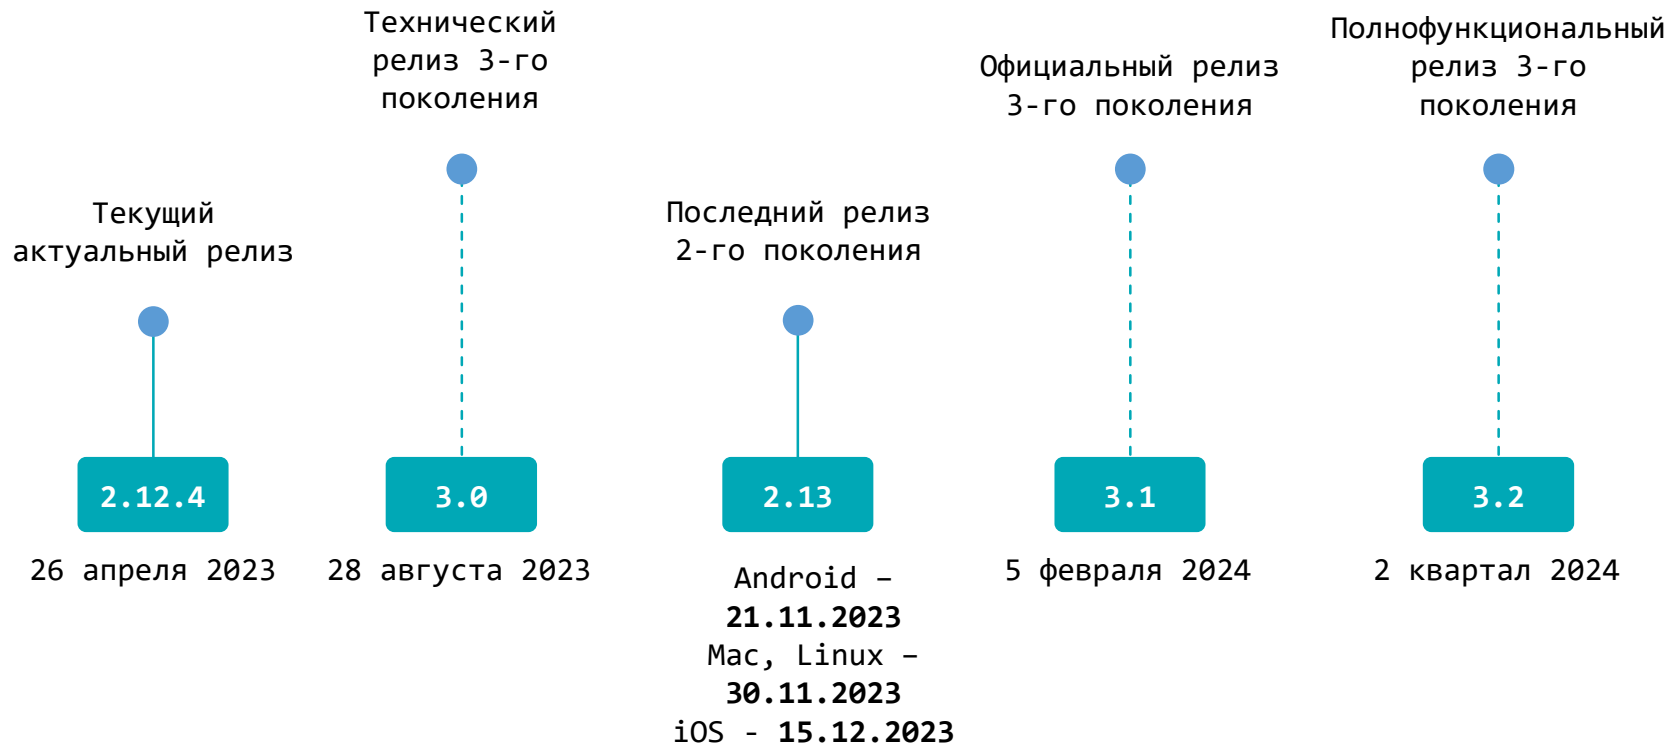 Текущий
актуальный релиз
2.12.4
26 апреля 2023
Технический
релиз 3-го
поколения
3.0
28 августа 2023
Последний релиз
2-го поколения
2.13
Android –
21.11.2023
Mac, Linux –
30.11.2023
iOS - 15.12.2023
Официальный релиз
3-го поколения
3.1
5 февраля 2024
Полнофункциональный
релиз 3-го
поколения
3.2
2 квартал 2024